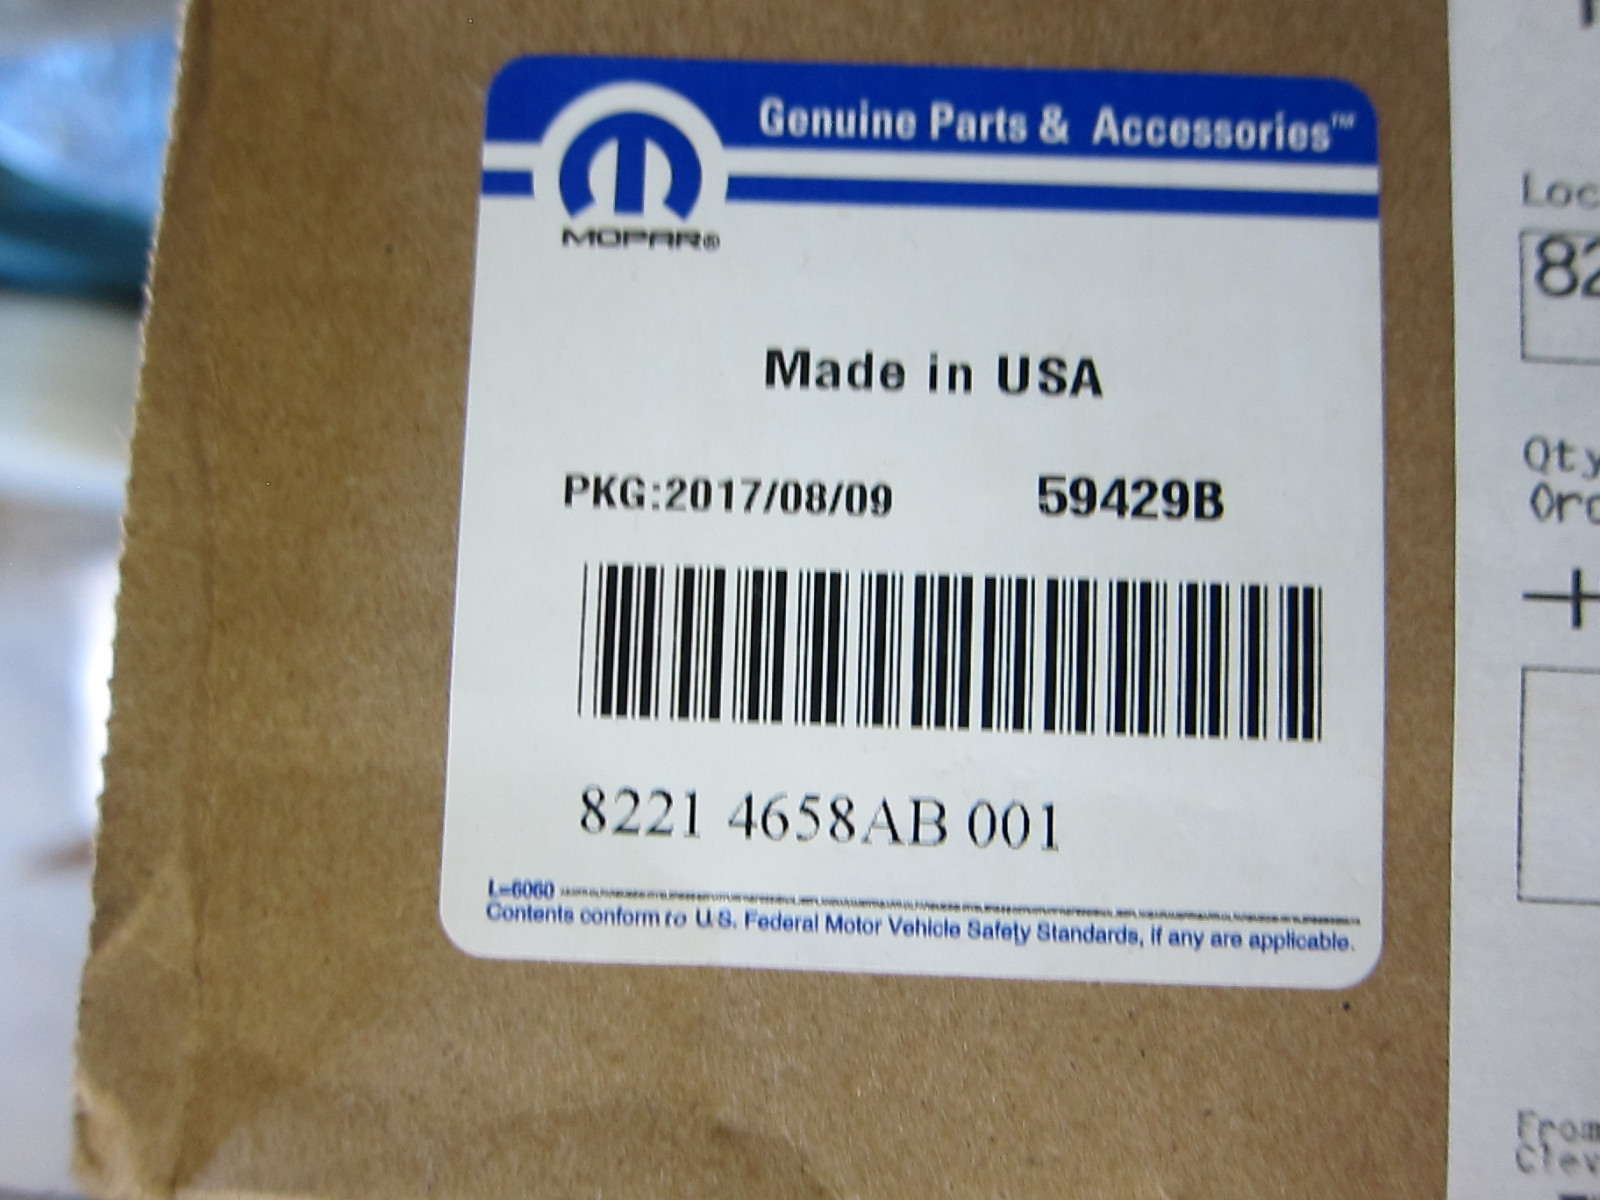 Genuine Parts & Accessories™
MOPAR®
Made in USA
PKG:2017/08/09 59429B
8221 4658AB 001
L-6060
Contents conform to U.S. Federal Motor Vehicle Safety Standards, if any are applicable.
Loc
82
Qty
Ord
+
From
Clev